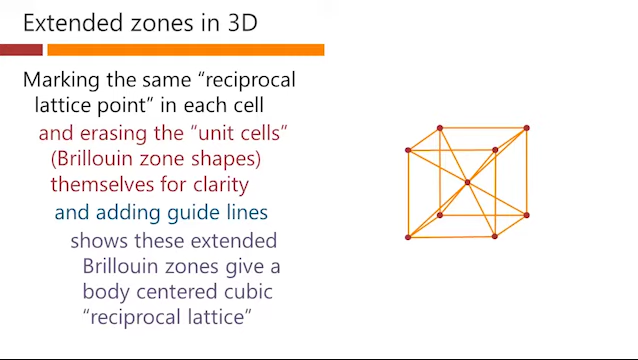 Extended zones in 3D
Marking the same “reciprocal
lattice point” in each cell
and erasing the “unit cells”
(Brillouin zone shapes)
themselves for clarity
and adding guide lines
shows these extended
Brillouin zones give a
body centered cubic
“reciprocal lattice”